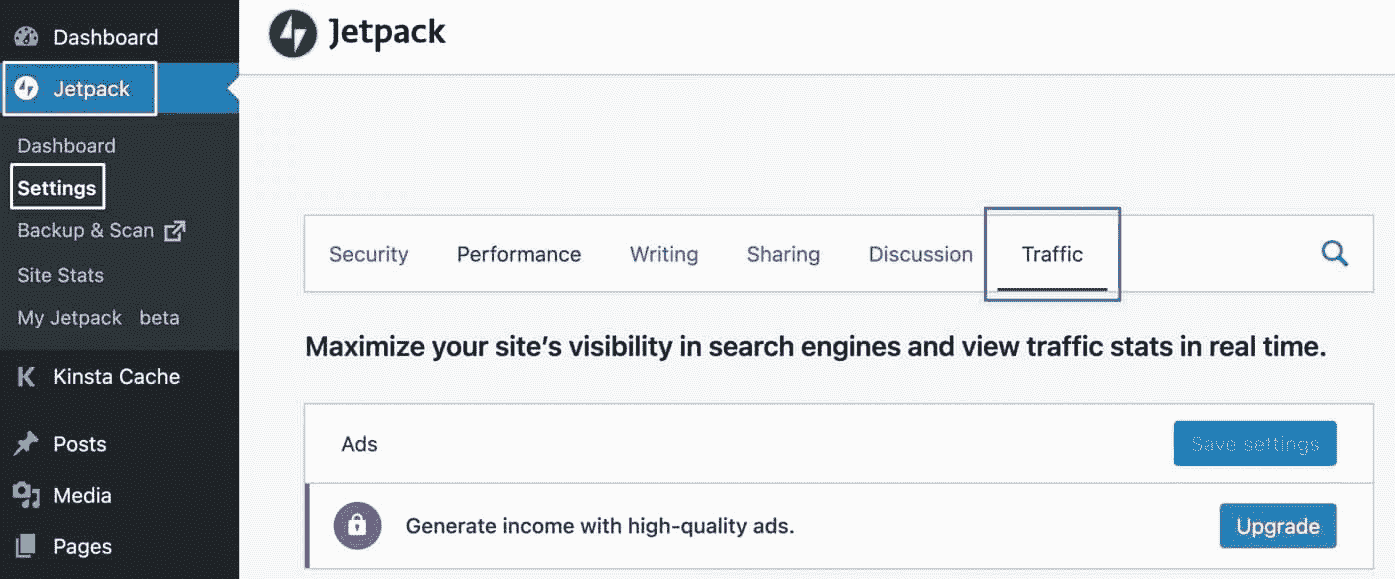 Dashboard
Jetpack
Dashboard
Settings
Backup & Scan
Site Stats
My Jetpack beta
Kinsta Cache
Posts
Media
Pages
Jetpack
Security Performance Writing Sharing Discussion Traffic
Maximize your site's visibility in search engines and view traffic stats in real time.
Ads Save settings
Generate income with high-quality ads. Upgrade